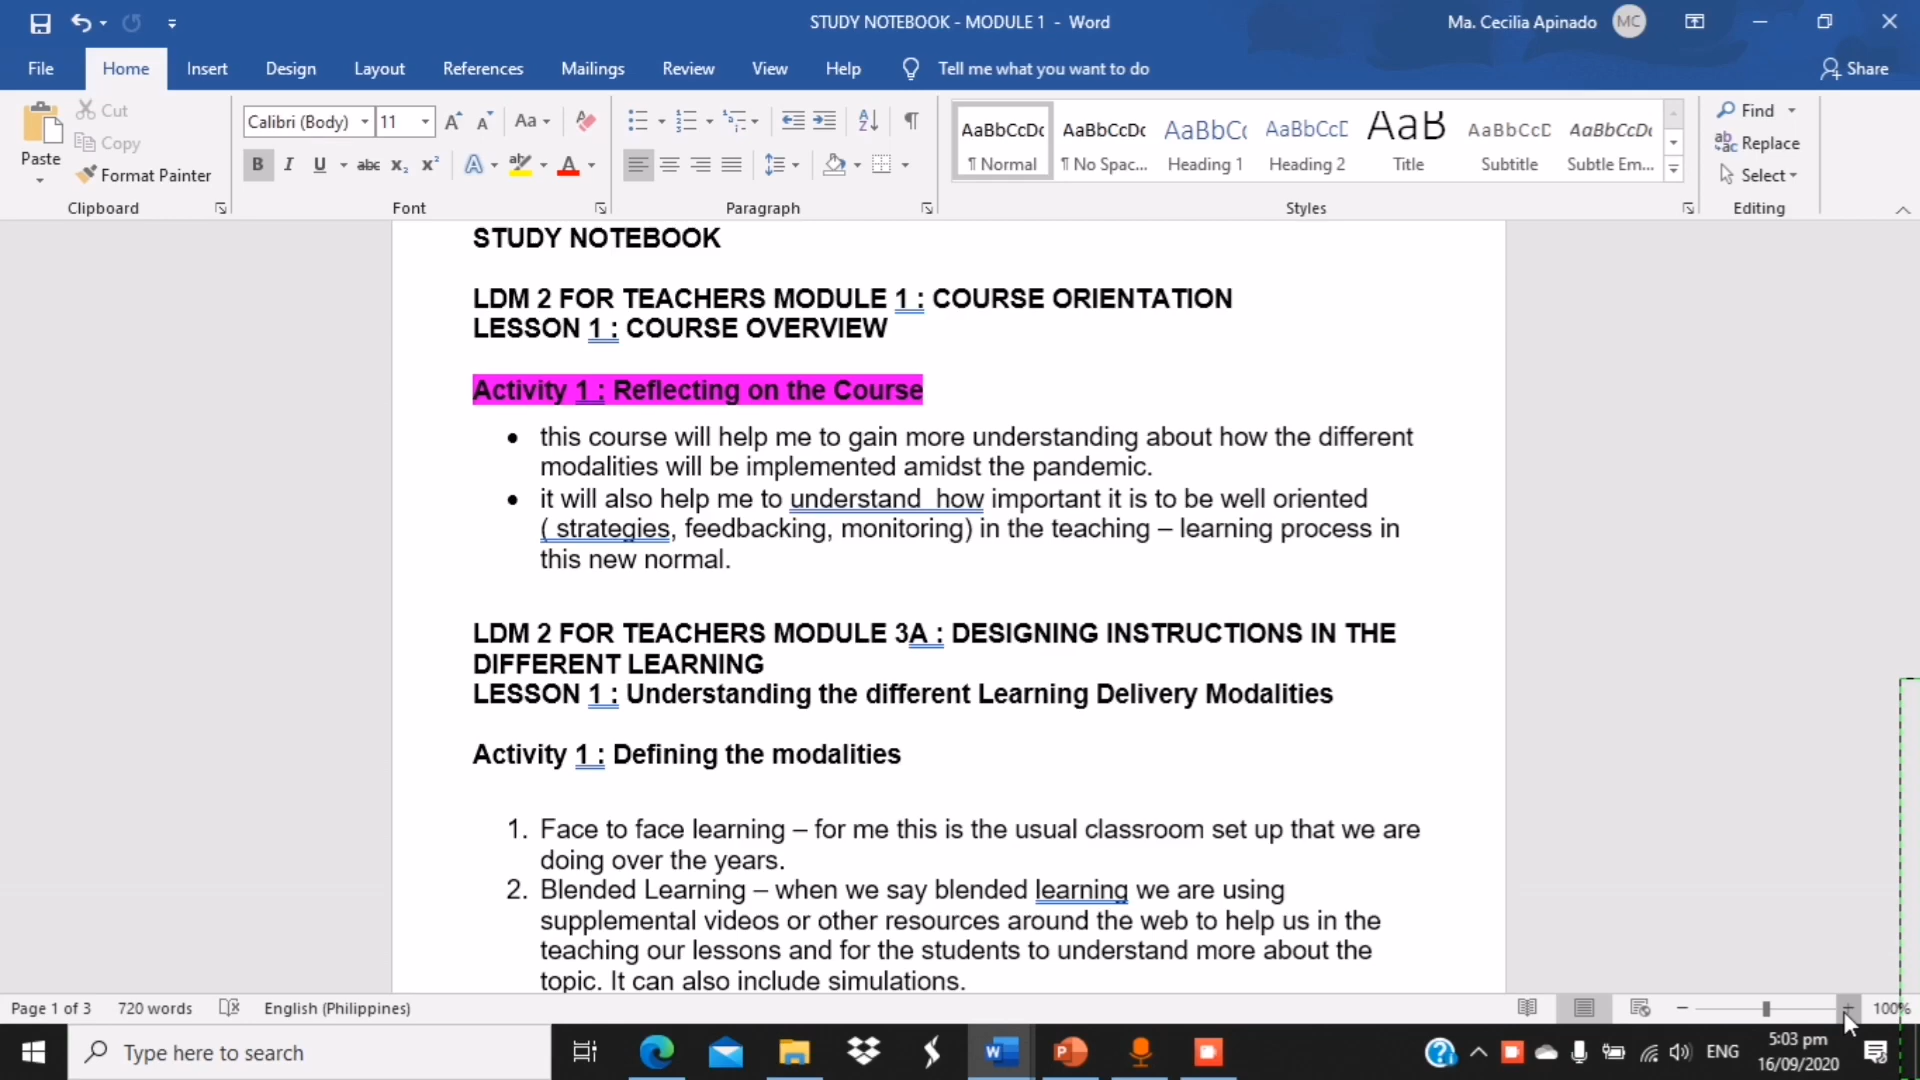 STUDY NOTEBOOK - MODULE 1 - Word
Ma. Cecilia Apinado
MC
File
Home
Insert
Design
Layout
References
Mailings
Review
View
Help
Tell me what you want to do
Share
Paste
Cut
Copy
Format Painter
Clipboard
Calibri (Body)
11
Aa
B I U abc x₂ x²
Font
Paragraph
AaBbCcDc
¶ Normal
AaBbCcDc
¶ No Spac...
AaBbCc
Heading 1
AaBbCcD
Heading 2
AaB
Title
AaBbCcD
Subtitle
AaBbCcDc
Subtle Em...
Styles
Find
Replace
Select
Editing
STUDY NOTEBOOK
LDM 2 FOR TEACHERS MODULE 1 : COURSE ORIENTATION
LESSON 1 : COURSE OVERVIEW
Activity 1 : Reflecting on the Course
• this course will help me to gain more understanding about how the different
modalities will be implemented amidst the pandemic.
• it will also help me to understand  how important it is to be well oriented
( strategies, feedbacking, monitoring) in the teaching – learning process in
this new normal.
LDM 2 FOR TEACHERS MODULE 3A : DESIGNING INSTRUCTIONS IN THE
DIFFERENT LEARNING
LESSON 1 : Understanding the different Learning Delivery Modalities
Activity 1 : Defining the modalities
1. Face to face learning – for me this is the usual classroom set up that we are
doing over the years.
2. Blended Learning – when we say blended learning we are using
supplemental videos or other resources around the web to help us in the
teaching our lessons and for the students to understand more about the
topic. It can also include simulations.
Page 1 of 3
720 words
English (Philippines)
100%
Type here to search
ENG
5:03 pm
16/09/2020